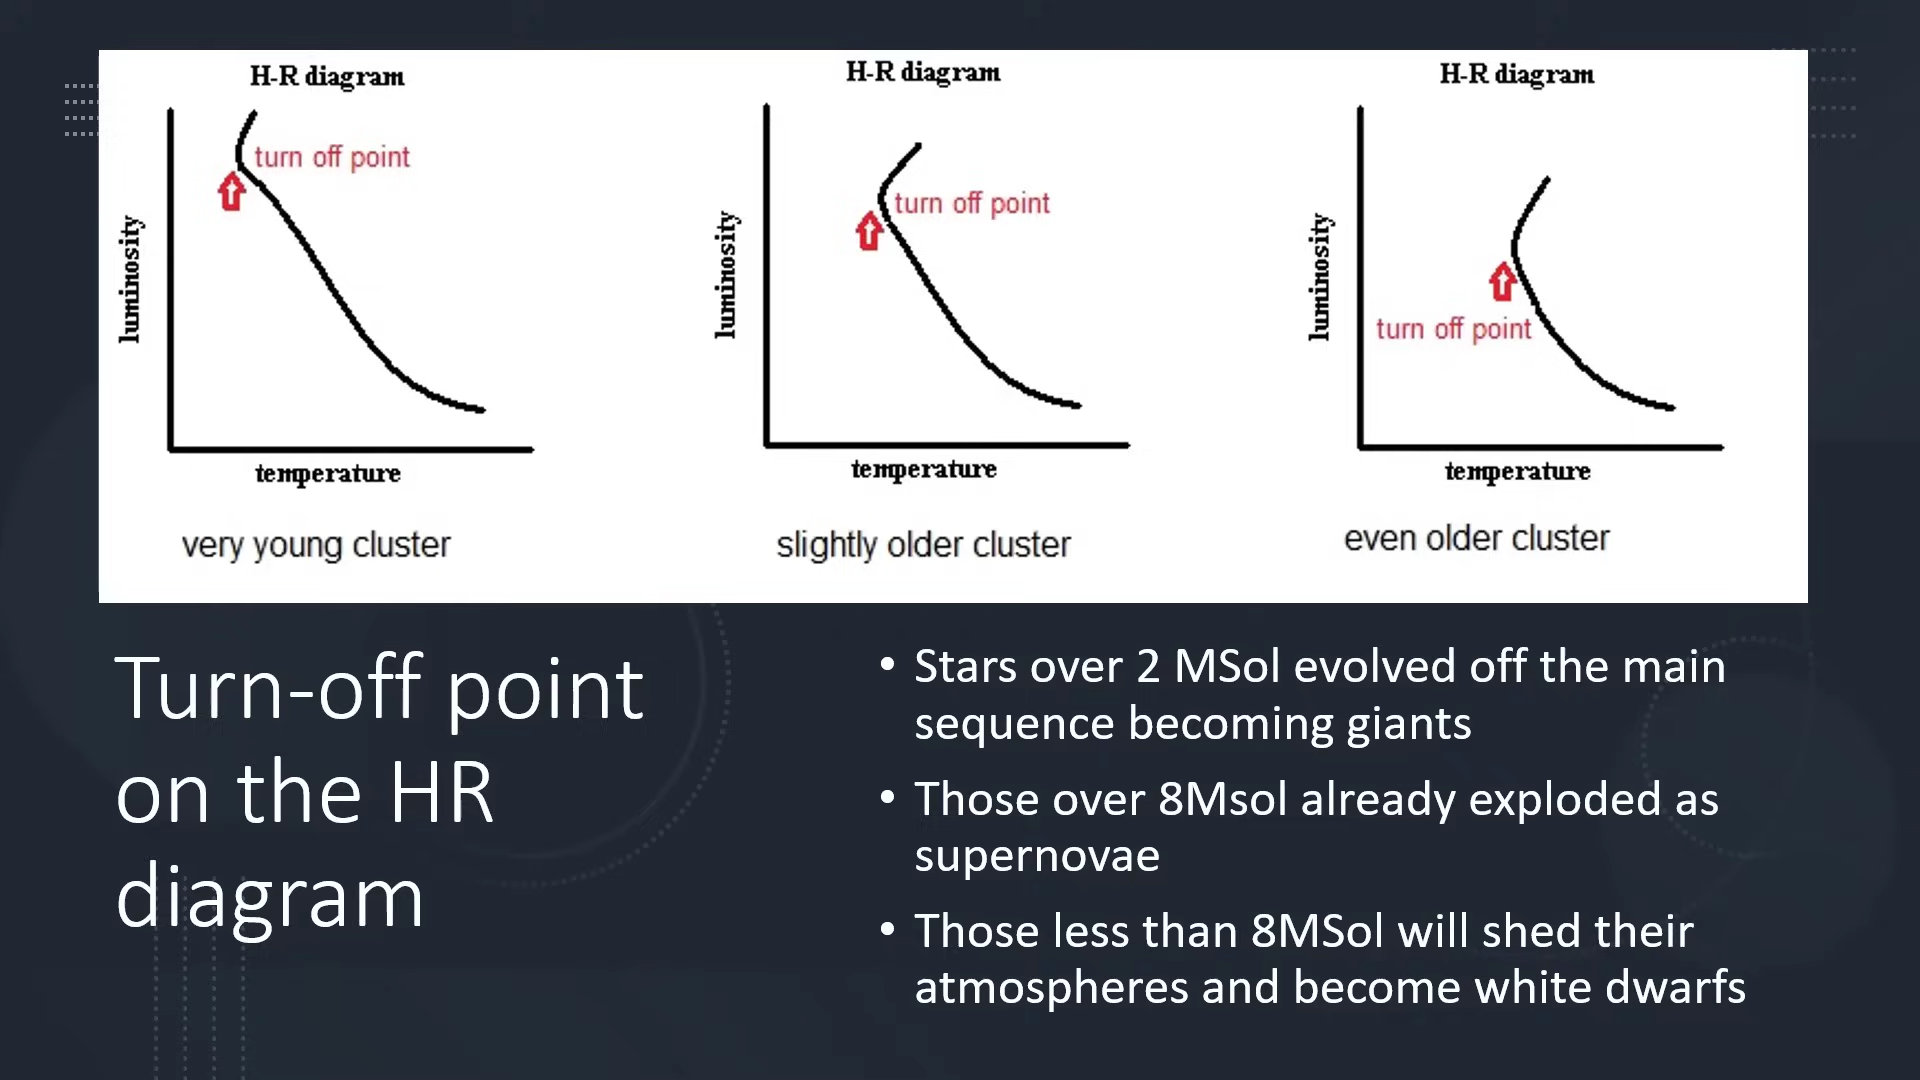 H-R diagram
turn off point
luminosity
temperature
very young cluster
H-R diagram
turn off point
luminosity
temperature
slightly older cluster
H-R diagram
luminosity
turn off point
temperature
even older cluster
Turn-off point
on the HR
diagram
• Stars over 2 MSol evolved off the main
sequence becoming giants
• Those over 8Msol already exploded as
supernovae
• Those less than 8MSol will shed their
atmospheres and become white dwarfs